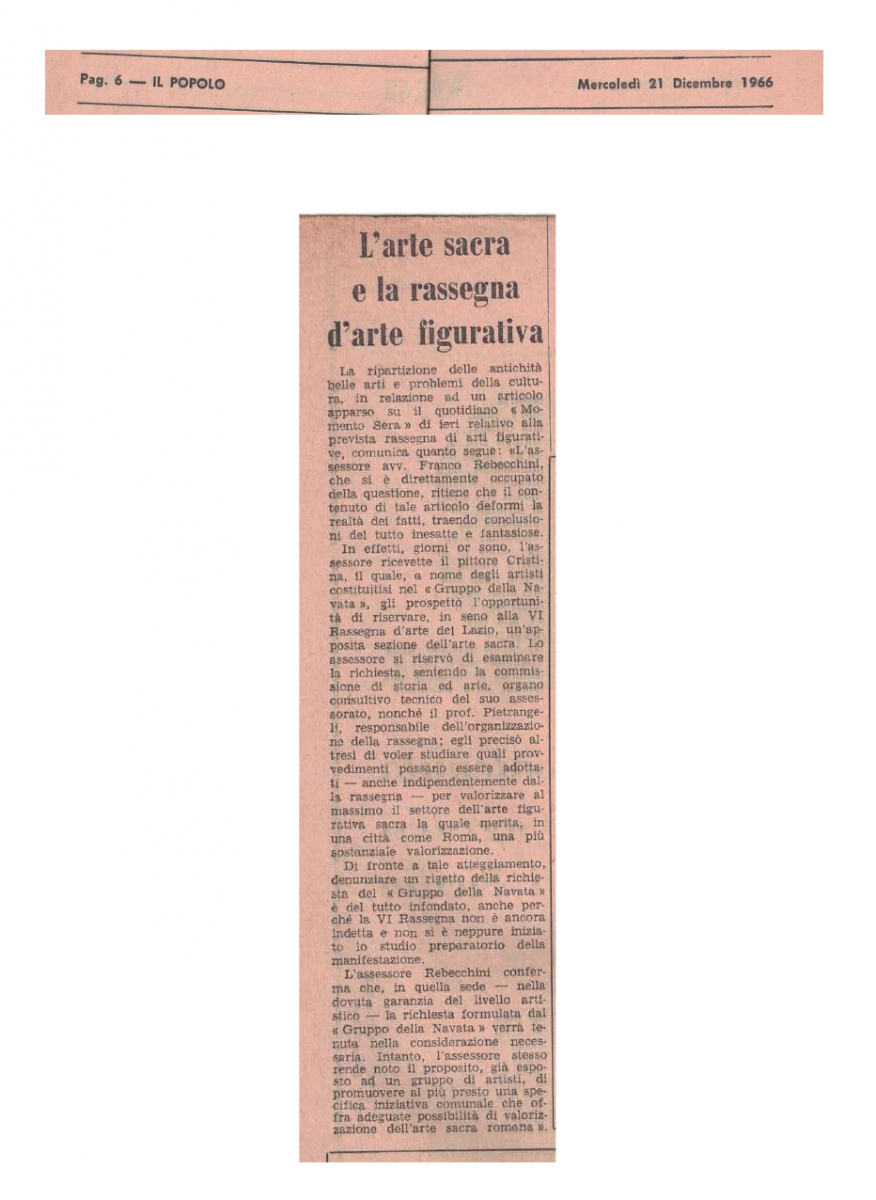 Pag. 6 — IL POPOLO
Mercoledì 21 Dicembre 1966
L'arte sacra
e la rassegna
d'arte figurativa
La ripartizione delle antichità
belle arti e problemi della cultu-
ra, in relazione ad un articolo
apparso su il quotidiano « Mo-
mento Sera » di ieri relativo alla
prevista rassegna di arti figurati-
ve, comunica quanto segue: «L'as-
sessore avv. Franco Rebecchini,
che si è direttamente occupato
della questione, ritiene che il con-
tenuto di tale articolo deformi la
realtà dei fatti, traendo conclusio-
ni del tutto inesatte e fantasiose.
In effetti, giorni or sono, l'as-
sessore ricevette il pittore Cristi-
na, il quale, a nome degli artisti
costituitisi nel « Gruppo della Na-
vata », gli prospettò l'opportuni-
tà di riservare, in seno alla VI
Rassegna d'arte del Lazio, un'ap-
posita sezione dell'arte sacra. Lo
assessore si riservò di esaminare
la richiesta, sentendo la commis-
sione di storia ed arte, organo
consultivo tecnico del suo asses-
sorato, nonché il prof. Pietrange-
li, responsabile dell'organizzazio-
ne della rassegna; egli precisò al-
tresì di voler studiare quali prov-
vedimenti possano essere adotta-
ti — anche indipendentemente dal-
la rassegna — per valorizzare al
massimo il settore dell'arte figu-
rativa sacra la quale merita, in
una città come Roma, una più
sostanziale valorizzazione.
Di fronte a tale atteggiamento,
denunziare un rigetto della richie-
sta del « Gruppo della Navata »
è del tutto infondato, anche per-
ché la VI Rassegna non è ancora
indetta e non si è neppure inizia-
to lo studio preparatorio della
manifestazione.
L'assessore Rebecchini confer-
ma che, in quella sede — nella
dovuta garanzia del livello arti-
stico — la richiesta formulata dal
« Gruppo della Navata » verrà te-
nuta nella considerazione neces-
saria. Intanto, l'assessore stesso
rende noto il proposito, già espo-
sto ad un gruppo di artisti, di
promuovere al più presto una spe-
cifica iniziativa comunale che of-
fra adeguate possibilità di valoriz-
zazione dell'arte sacra romana ».